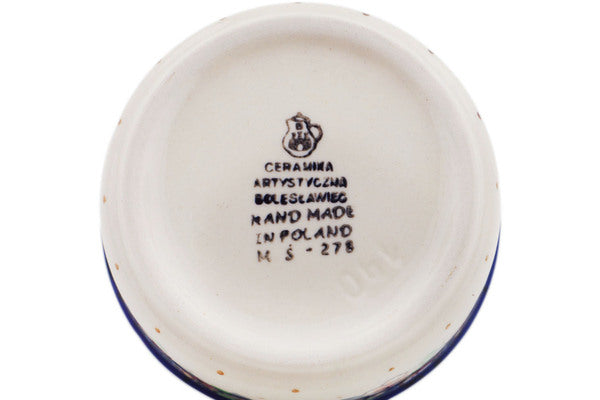 CERAMIKA
ARTYSTYCZNA
BOLESŁAWIEC
HAND MADE
IN POLAND
M Ś - 278